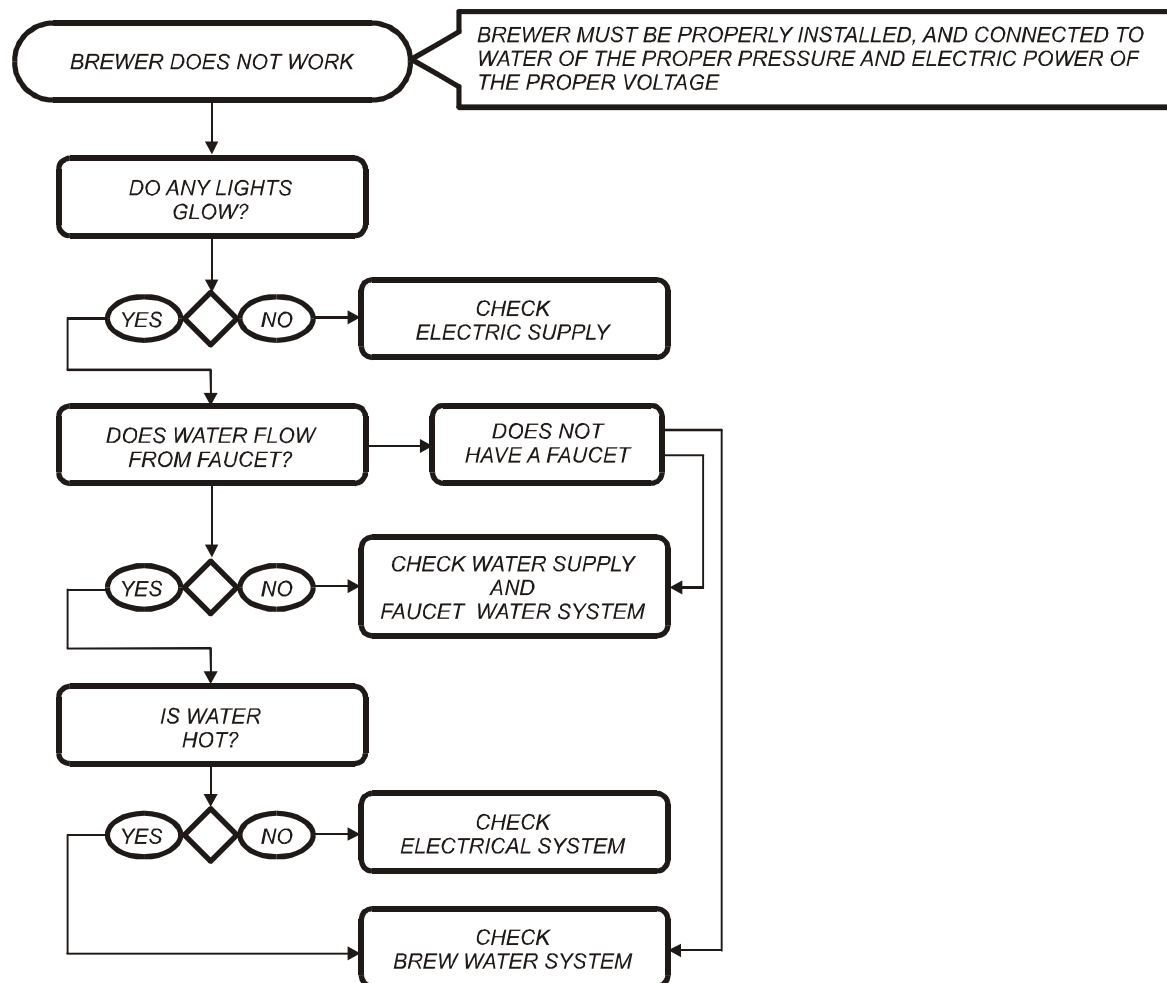 BREWER DOES NOT WORK
BREWER MUST BE PROPERLY INSTALLED, AND CONNECTED TO
WATER OF THE PROPER PRESSURE AND ELECTRIC POWER OF
THE PROPER VOLTAGE
DO ANY LIGHTS
GLOW?
YES
NO
CHECK
ELECTRIC SUPPLY
DOES WATER FLOW
FROM FAUCET?
DOES NOT
HAVE A FAUCET
YES
NO
CHECK WATER SUPPLY
AND
FAUCET WATER SYSTEM
IS WATER
HOT?
YES
NO
CHECK
ELECTRICAL SYSTEM
CHECK
BREW WATER SYSTEM